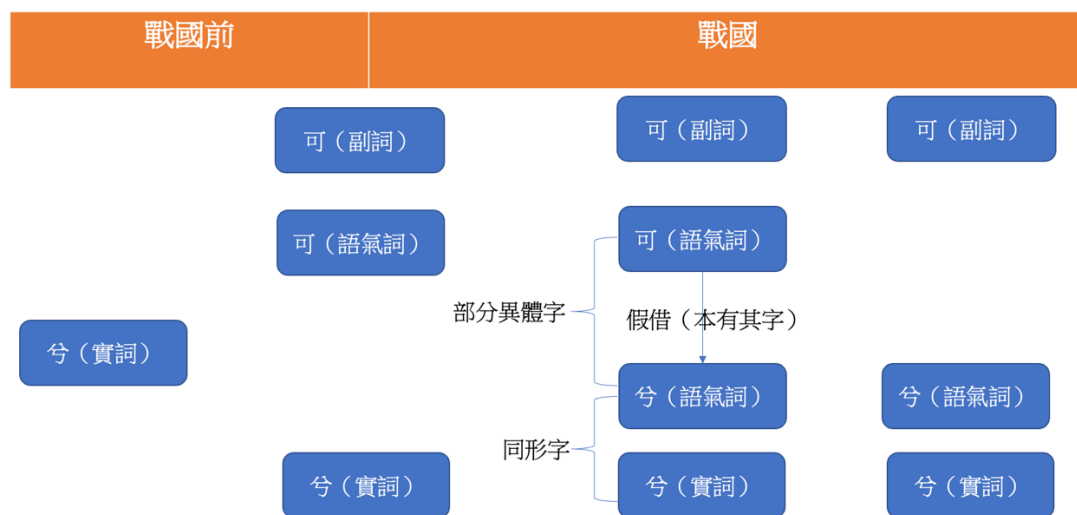 戰國前
戰國
可（副詞）
可（副詞）
可（副詞）
可（語氣詞）
可（語氣詞）
部分異體字
假借（本有其字）
兮（實詞）
兮（語氣詞）
兮（語氣詞）
同形字
兮（實詞）
兮（實詞）
兮（實詞）